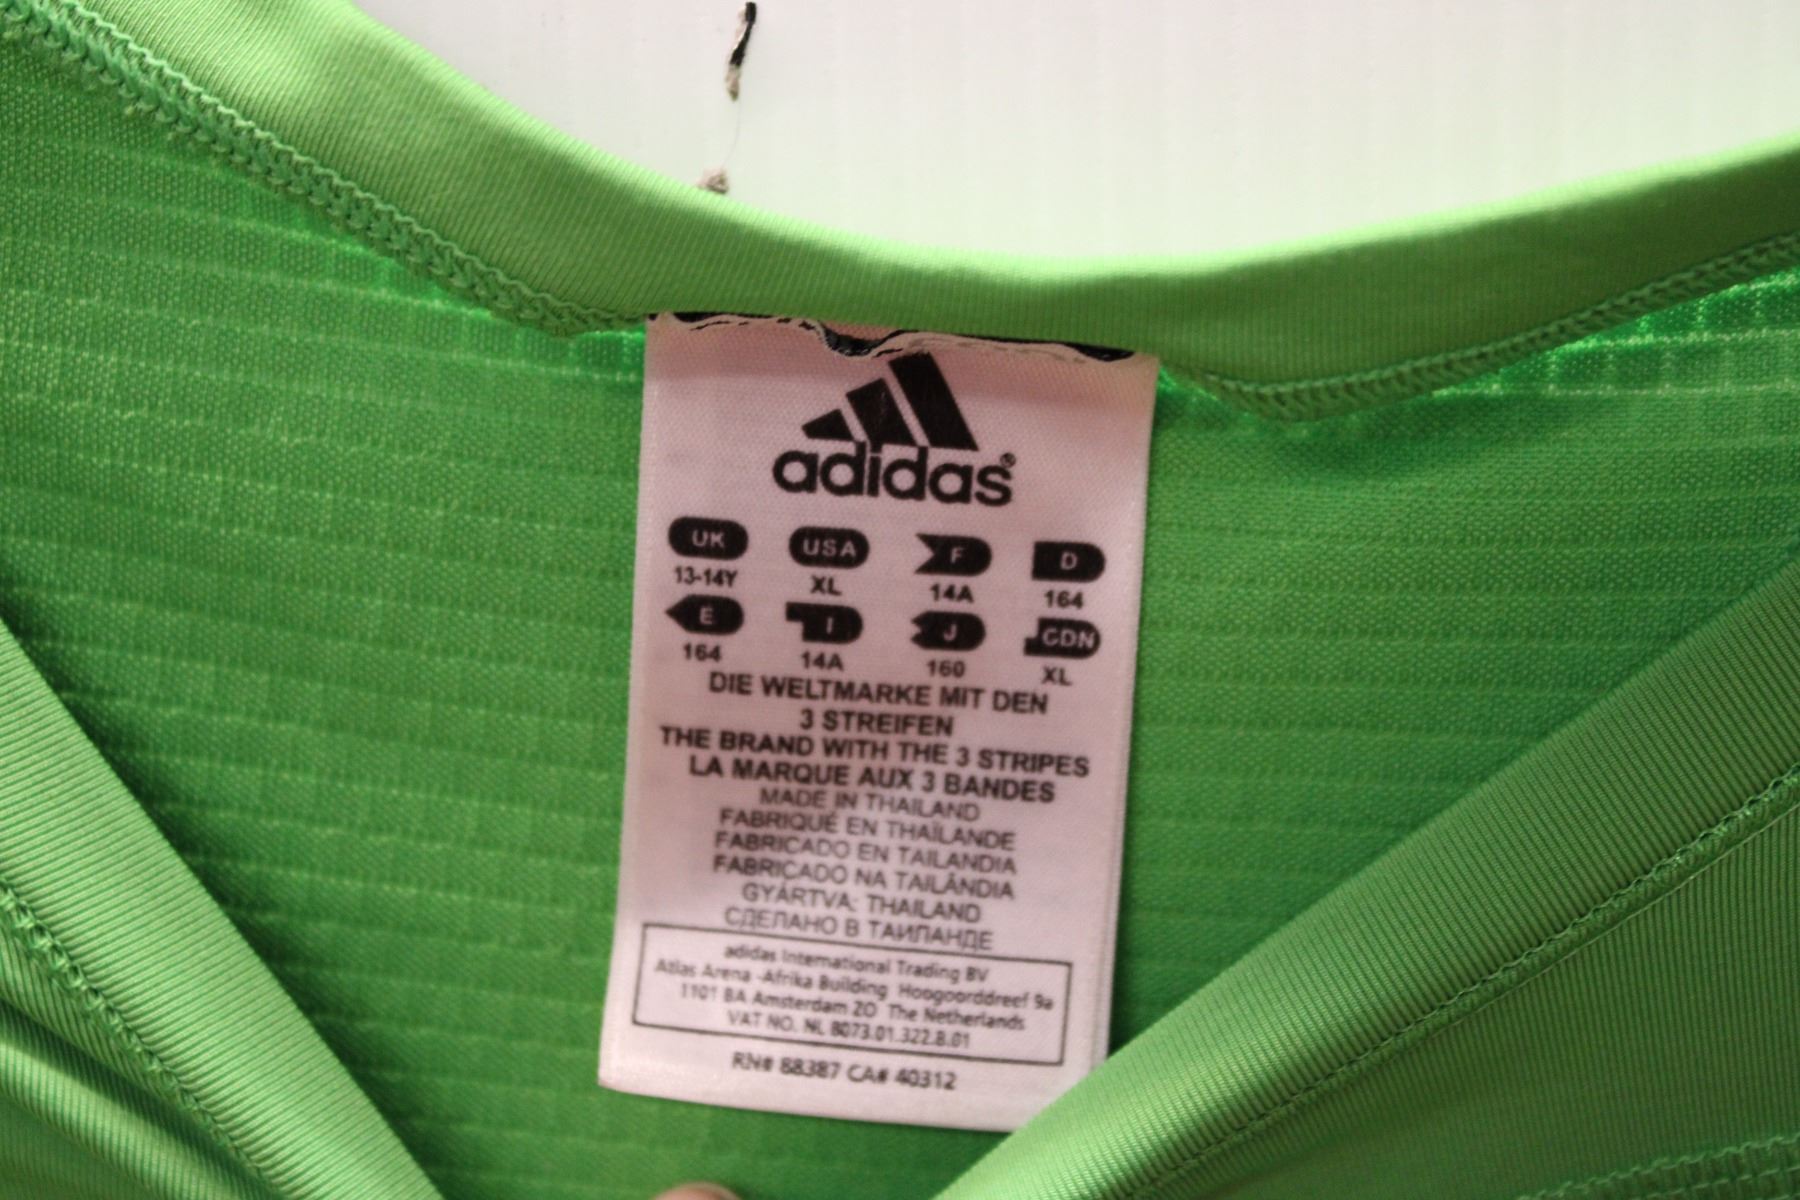 adidas®
UK USA F D
13-14Y XL 14A 164
E I J CDN
164 14A 160 XL
DIE WELTMARKE MIT DEN
3 STREIFEN
THE BRAND WITH THE 3 STRIPES
LA MARQUE AUX 3 BANDES
MADE IN THAILAND
FABRIQUÉ EN THAÏLANDE
FABRICADO EN TAILANDIA
FABRICADO NA TAILÂNDIA
GYÁRTVA: THAILAND
СДЕЛАНО В ТАИЛАНДЕ
adidas International Trading BV
Atlas Arena -Afrika Building Hoogoorddreef 9a
1101 BA Amsterdam ZO The Netherlands
VAT NO. NL 8073.01.322.B.01
RN# 88387 CA# 40312